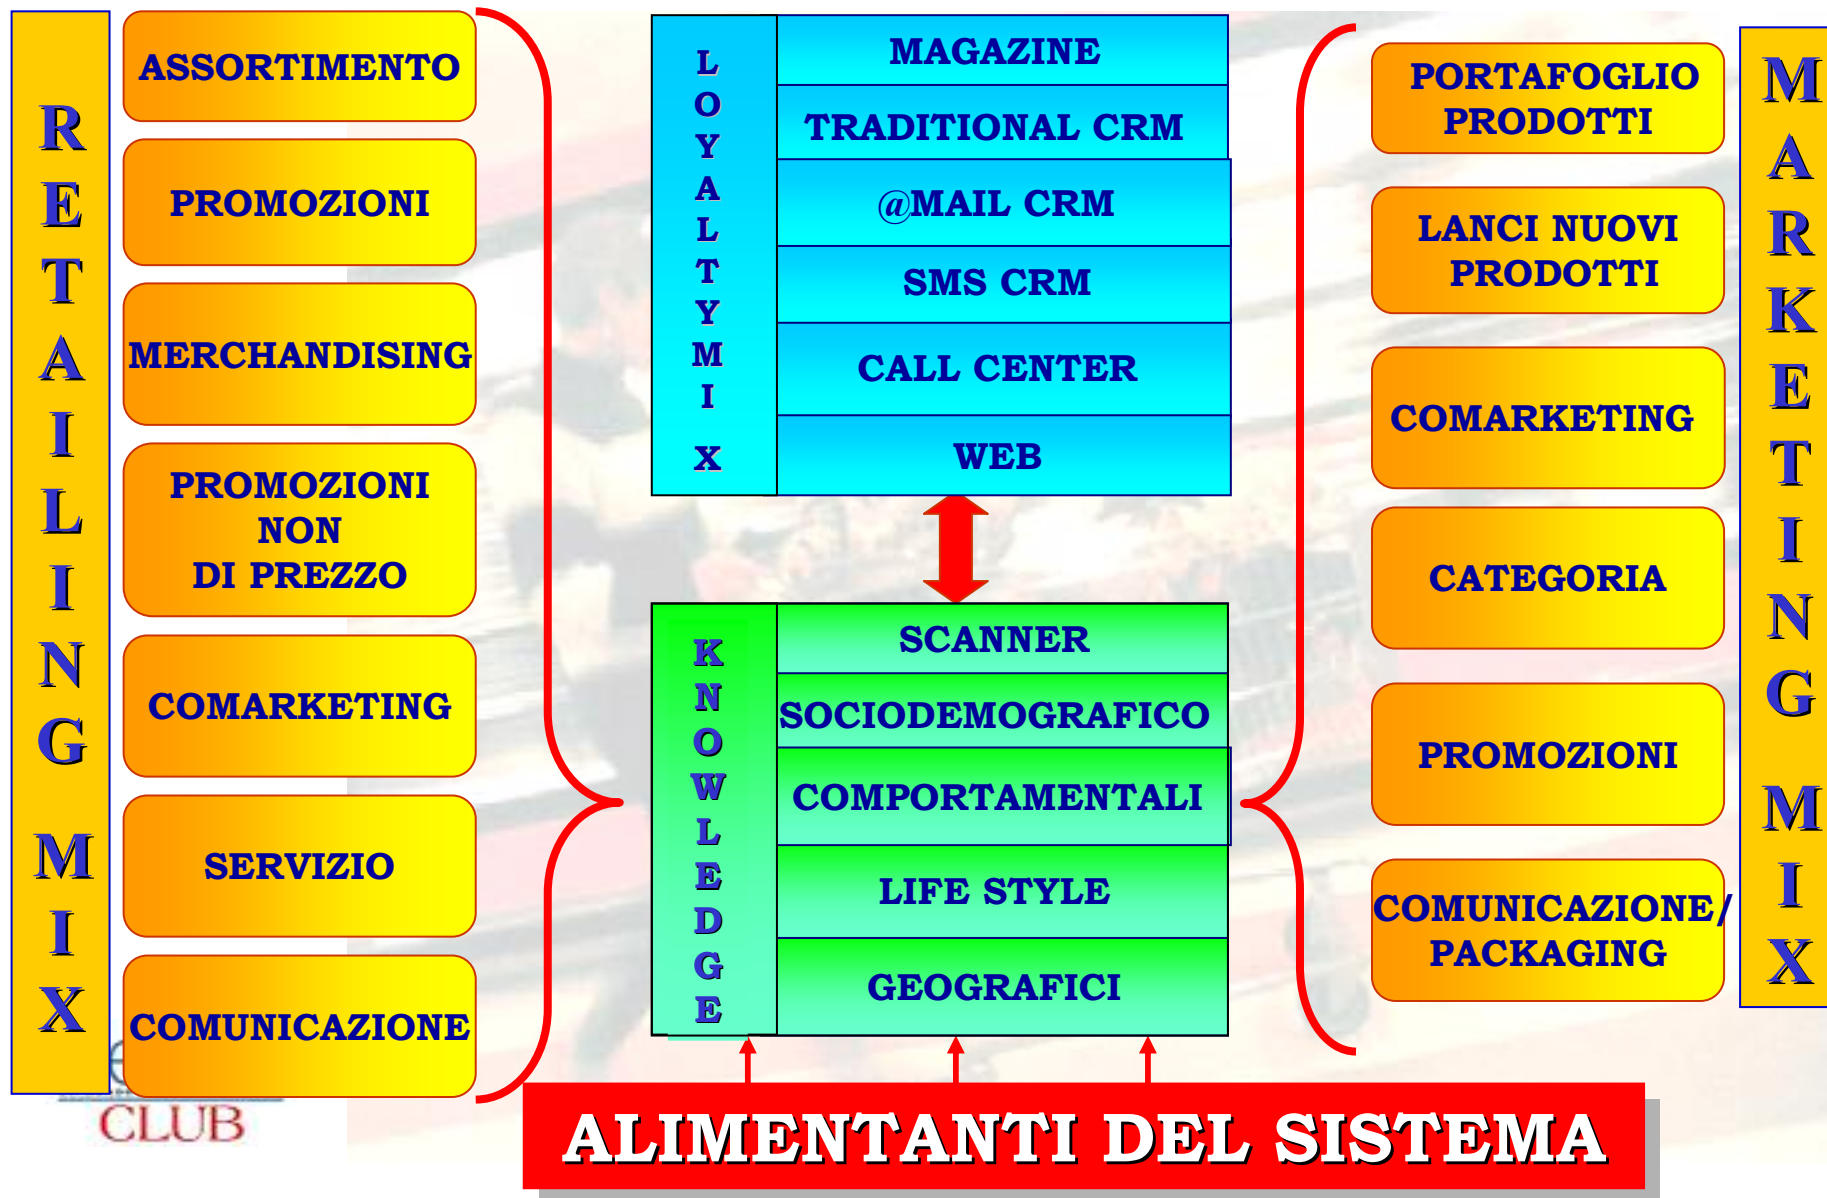 RETAILING MIX
ASSORTIMENTO
PROMOZIONI
MERCHANDISING
PROMOZIONI
NON
DI PREZZO
COMARKETING
SERVIZIO
COMUNICAZIONE
LOYALTY MIX
MAGAZINE
TRADITIONAL CRM
@MAIL CRM
SMS CRM
CALL CENTER
WEB
KNOWLEDGE
SCANNER
SOCIODEMOGRAFICO
COMPORTAMENTALI
LIFE STYLE
GEOGRAFICI
PORTAFOGLIO
PRODOTTI
LANCI NUOVI
PRODOTTI
COMARKETING
CATEGORIA
PROMOZIONI
COMUNICAZIONE/
PACKAGING
MARKETING MIX
CLUB
ALIMENTANTI DEL SISTEMA